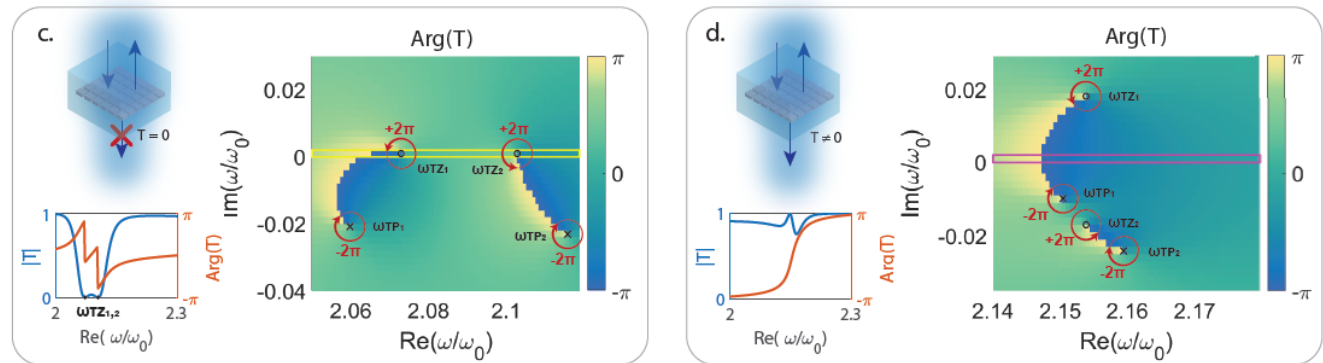 c.
T = 0
Arg(T)
0.02
0
-0.02
-0.04
Im(ω/ω0)
+2π
+2π
ωTZ1
ωTZ2
ωTP1
ωTP2
-2π
-2π
2.06
2.08
2.1
Re(ω/ω0)
π
0
-π
1
0
|T|
π
-π
Arg(T)
2
ωTZ1,2
2.3
Re( ω/ω0)
d.
T ≠ 0
Arg(T)
0.02
0
-0.02
Im(ω/ω0)
+2π
ωTZ1
ωTP1
-2π
ωTZ2
+2π
ωTP2
-2π
2.14
2.15
2.16
2.17
Re(ω/ω0)
π
0
-π
1
0
|T|
π
-π
Arg(T)
2
2.3
Re( ω/ω0)